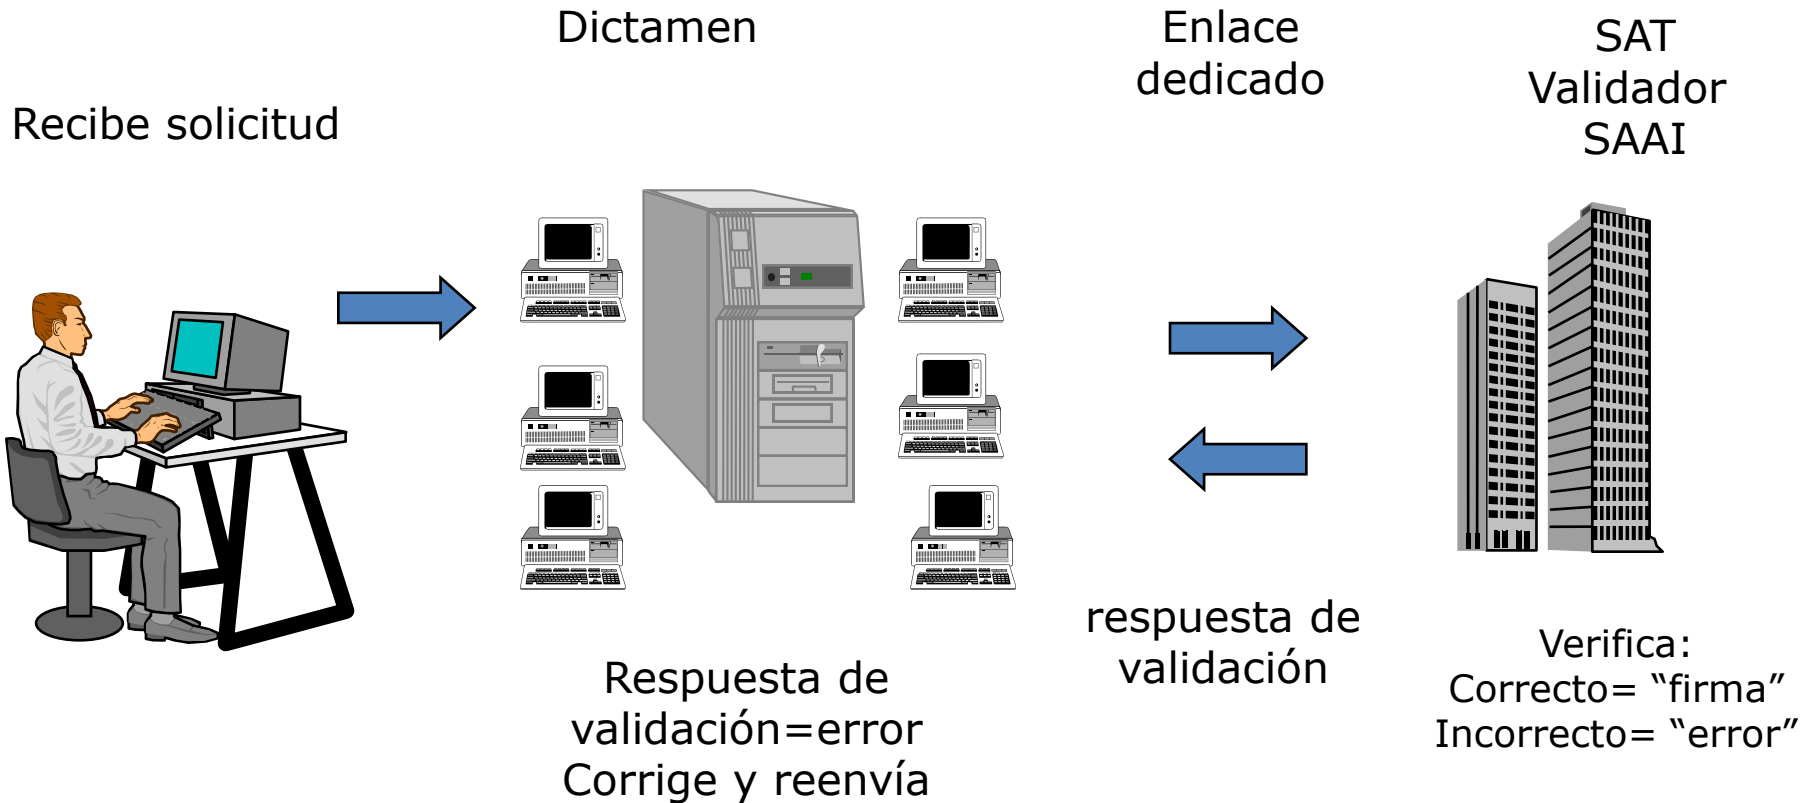 Recibe solicitud
Dictamen
Respuesta de
validación=error
Corrige y reenvía
Enlace
dedicado
respuesta de
validación
SAT
Validador
SAAI
Verifica:
Correcto= “firma”
Incorrecto= “error”